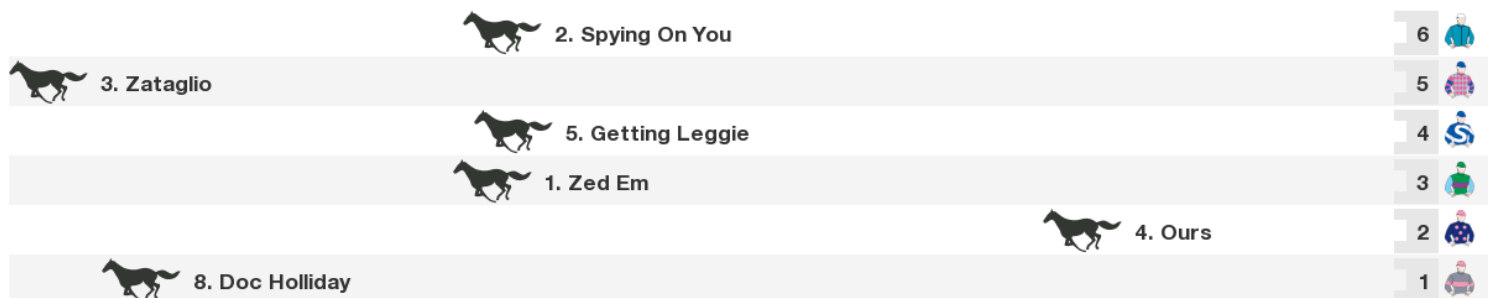 2. Spying On You 6
3. Zataglio 5
5. Getting Leggie 4
1. Zed Em 3
4. Ours 2
8. Doc Holliday 1